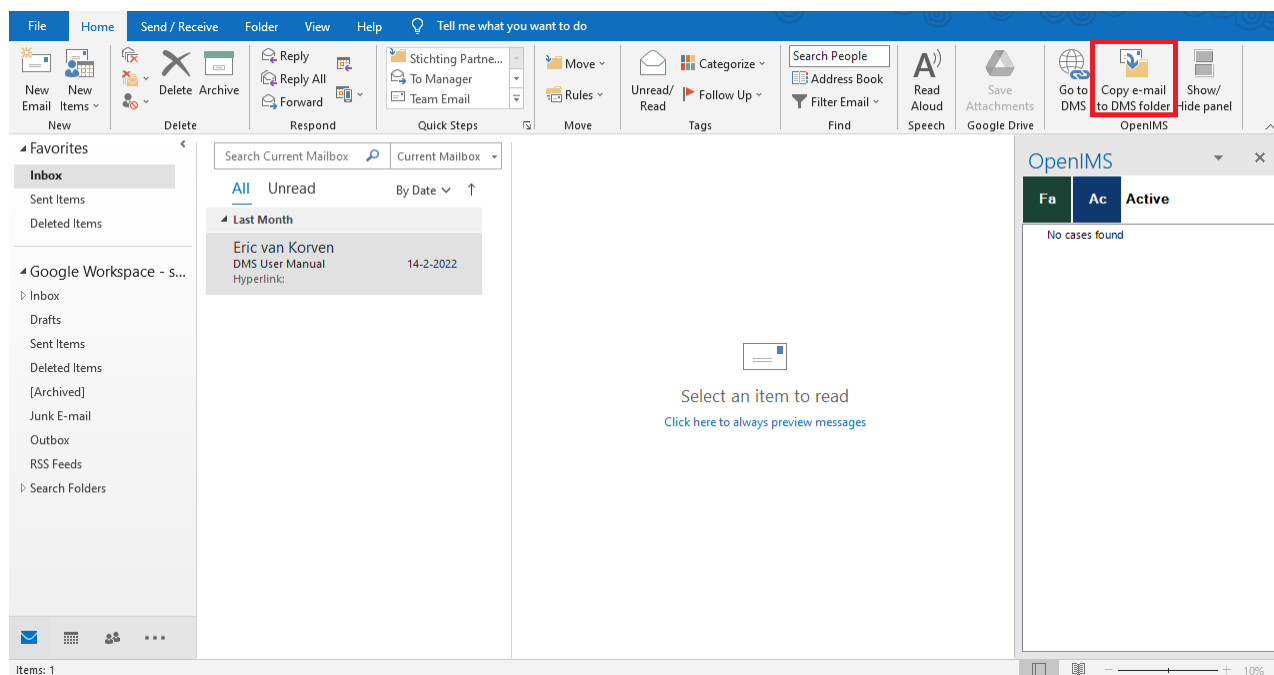 File Home Send / Receive Folder View Help Tell me what you want to do
New Email
New Items
Delete
Archive
Reply
Reply All
Forward
Stichting Partne...
To Manager
Team Email
Move
Rules
Unread/ Read
Categorize
Follow Up
Search People
Address Book
Filter Email
A))
Read Aloud
Save Attachments
Go to DMS
Copy e-mail to DMS folder
Show/ Hide panel
New Delete Respond Quick Steps Move Tags Find Speech Google Drive OpenIMS
Favorites
Inbox
Sent Items
Deleted Items
Google Workspace - s...
Inbox
Drafts
Sent Items
Deleted Items
[Archived]
Junk E-mail
Outbox
RSS Feeds
Search Folders
Search Current Mailbox Current Mailbox
All Unread By Date
Last Month
Eric van Korven
DMS User Manual 14-2-2022
Hyperlink:
Select an item to read
Click here to always preview messages
OpenIMS
Fa Ac Active
No cases found
Items: 1 10%